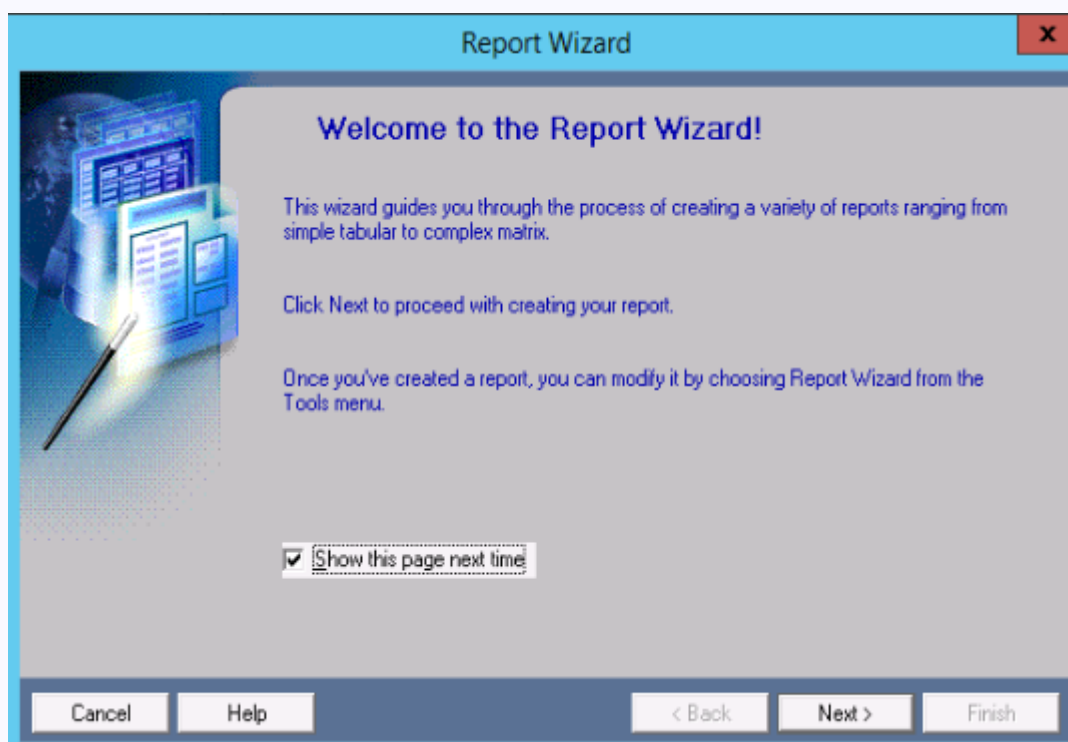 Report Wizard
x
Welcome to the Report Wizard!
This wizard guides you through the process of creating a variety of reports ranging from
simple tabular to complex matrix.
Click Next to proceed with creating your report.
Once you've created a report, you can modify it by choosing Report Wizard from the
Tools menu.
Show this page next time
Cancel Help < Back Next > Finish